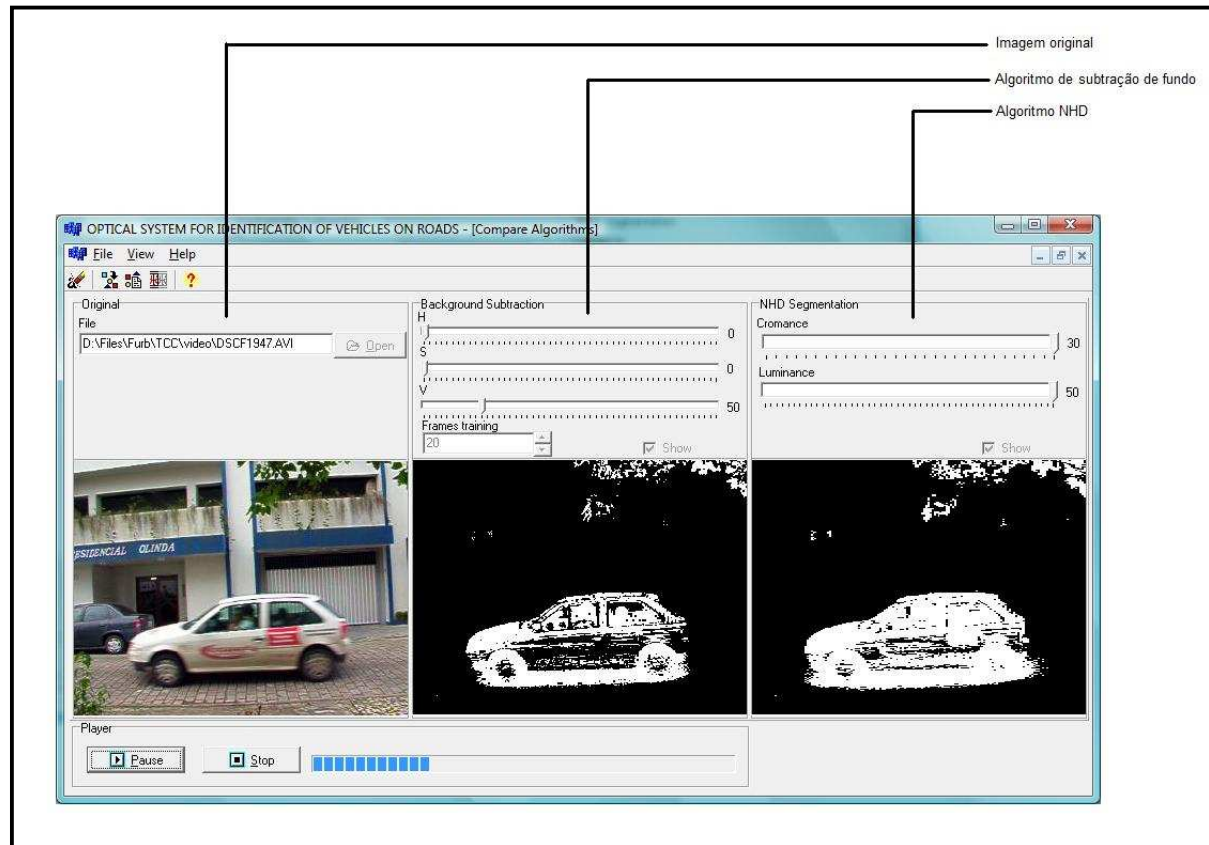 Imagem original
Algoritmo de subtração de fundo
Algoritmo NHD
OPTICAL SYSTEM FOR IDENTIFICATION OF VEHICLES ON ROADS - [Compare Algorithms]
File View Help
Original
File
D:\Files\Furb\TCC\video\DSCF1947.AVI
Open
Background Subtraction
H
0
S
0
V
50
Frames training
20
Show
NHD Segmentation
Cromance
30
Luminance
50
Show
RESIDENCIAL OLINDA
Player
Pause
Stop